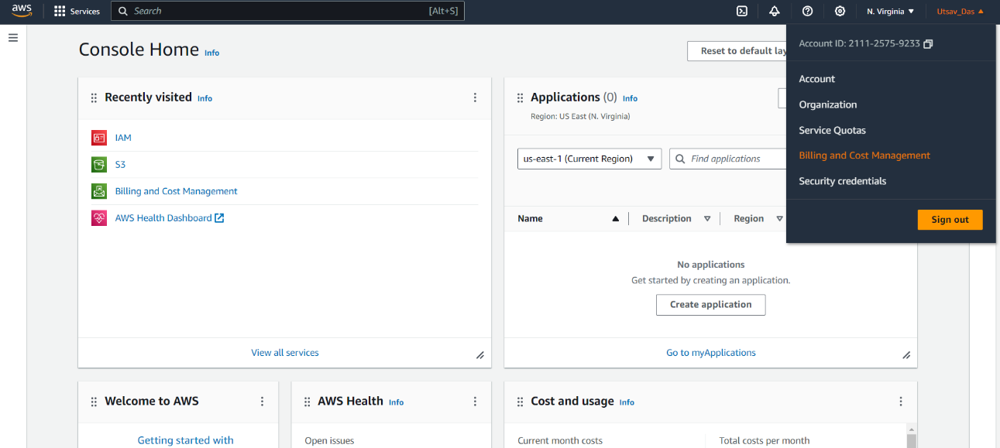 aws
Services
Search
[Alt+S]
N. Virginia
Utsav_Das
Console Home Info
Reset to default lay
Account ID: 2111-2575-9233
Account
Organization
Service Quotas
Billing and Cost Management
Security credentials
Sign out
Recently visited Info
IAM
S3
Billing and Cost Management
AWS Health Dashboard
View all services
Applications (0) Info
Region: US East (N. Virginia)
us-east-1 (Current Region)
Find applications
Name
Description
Region
No applications
Get started by creating an application.
Create application
Go to myApplications
Welcome to AWS
Getting started with
AWS Health Info
Open issues
Cost and usage Info
Current month costs
Total costs per month